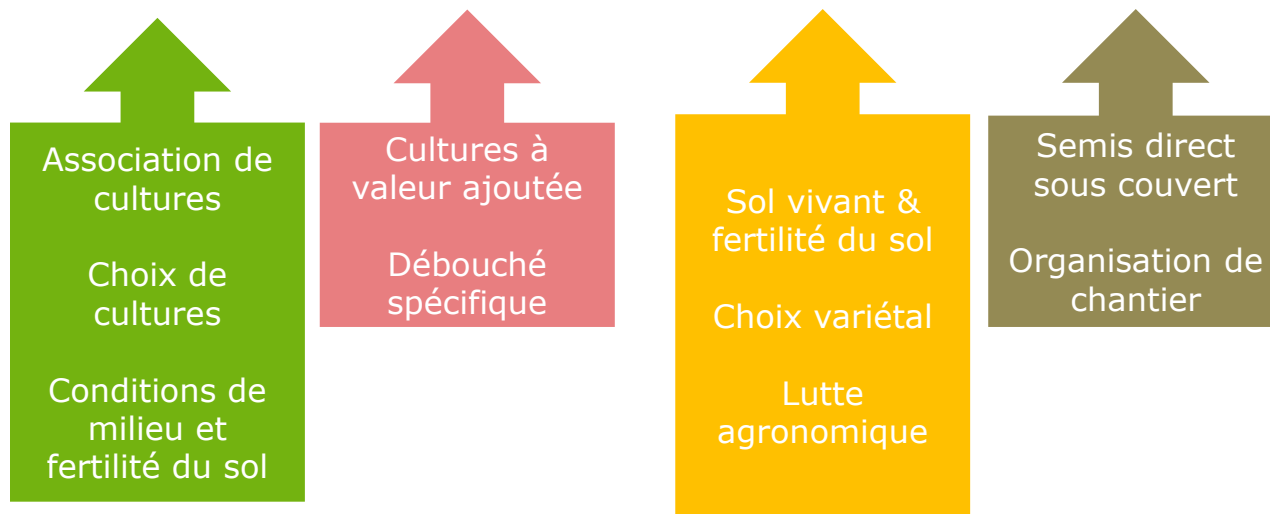 Association de
cultures
Choix de
cultures
Conditions de
milieu et
fertilité du sol
Cultures à
valeur ajoutée
Débouché
spécifique
Sol vivant &
fertilité du sol
Choix variétal
Lutte
agronomique
Semis direct
sous couvert
Organisation de
chantier